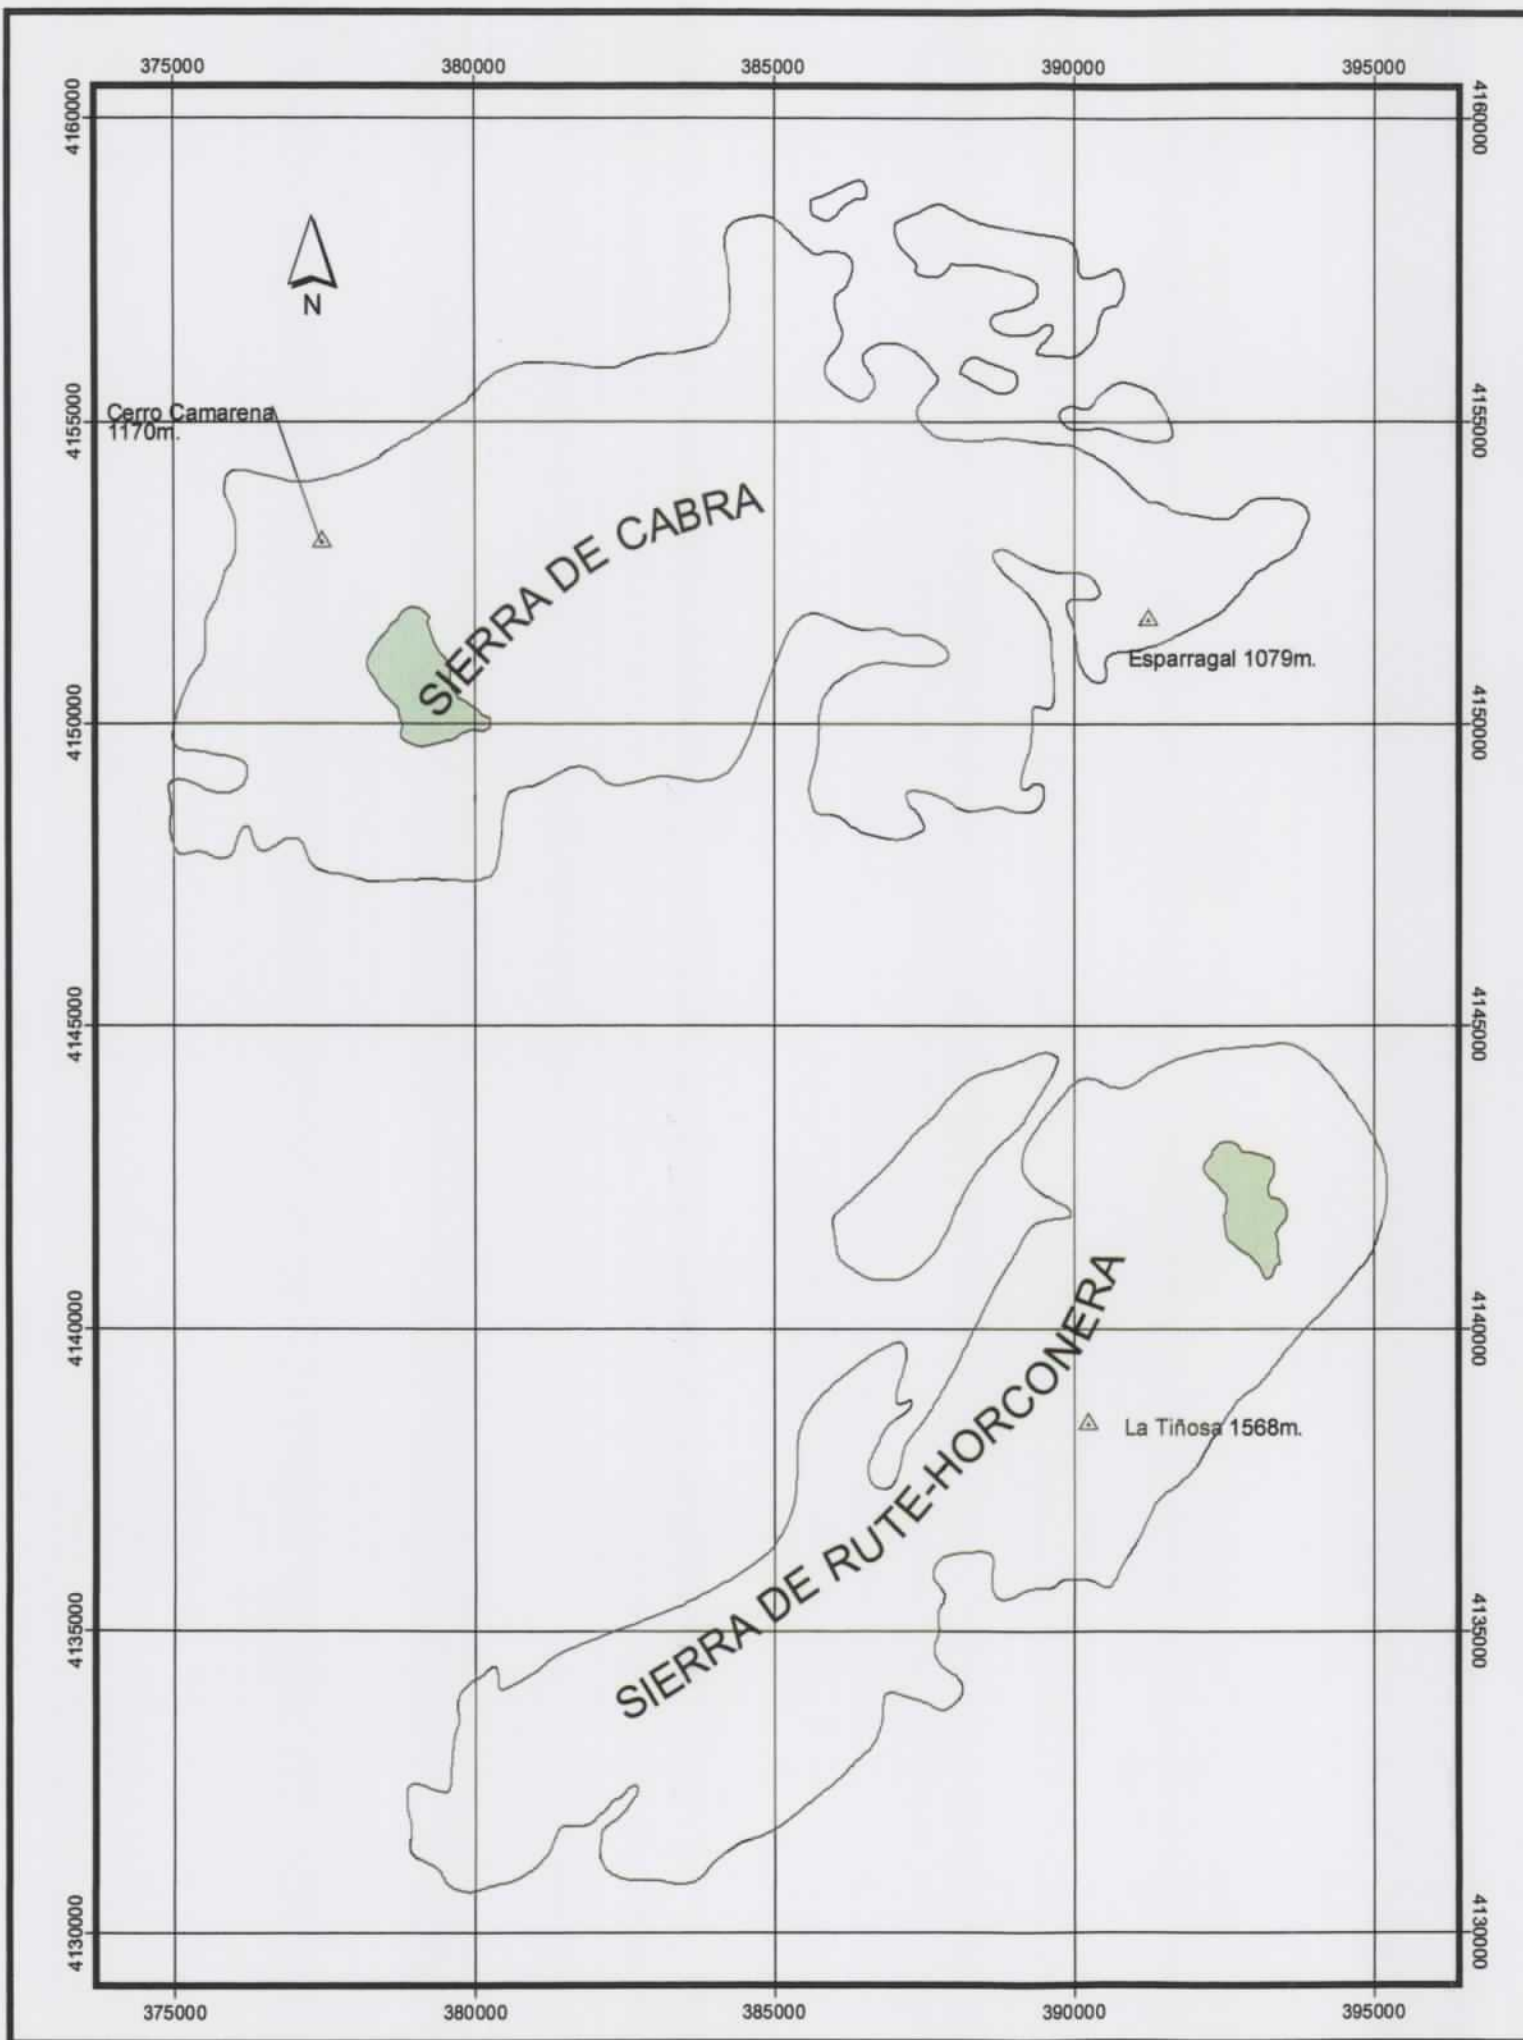 375000 380000 385000 390000 395000
4160000 4160000
N
Cerro Camarena
1170m.
4155000 4155000
SIERRA DE CABRA
Esparragal 1079m.
4150000 4150000
4145000 4145000
4140000 4140000
La Tiñosa 1568m.
SIERRA DE RUTE-HORCONERA
4135000 4135000
4130000 4130000
375000 380000 385000 390000 395000